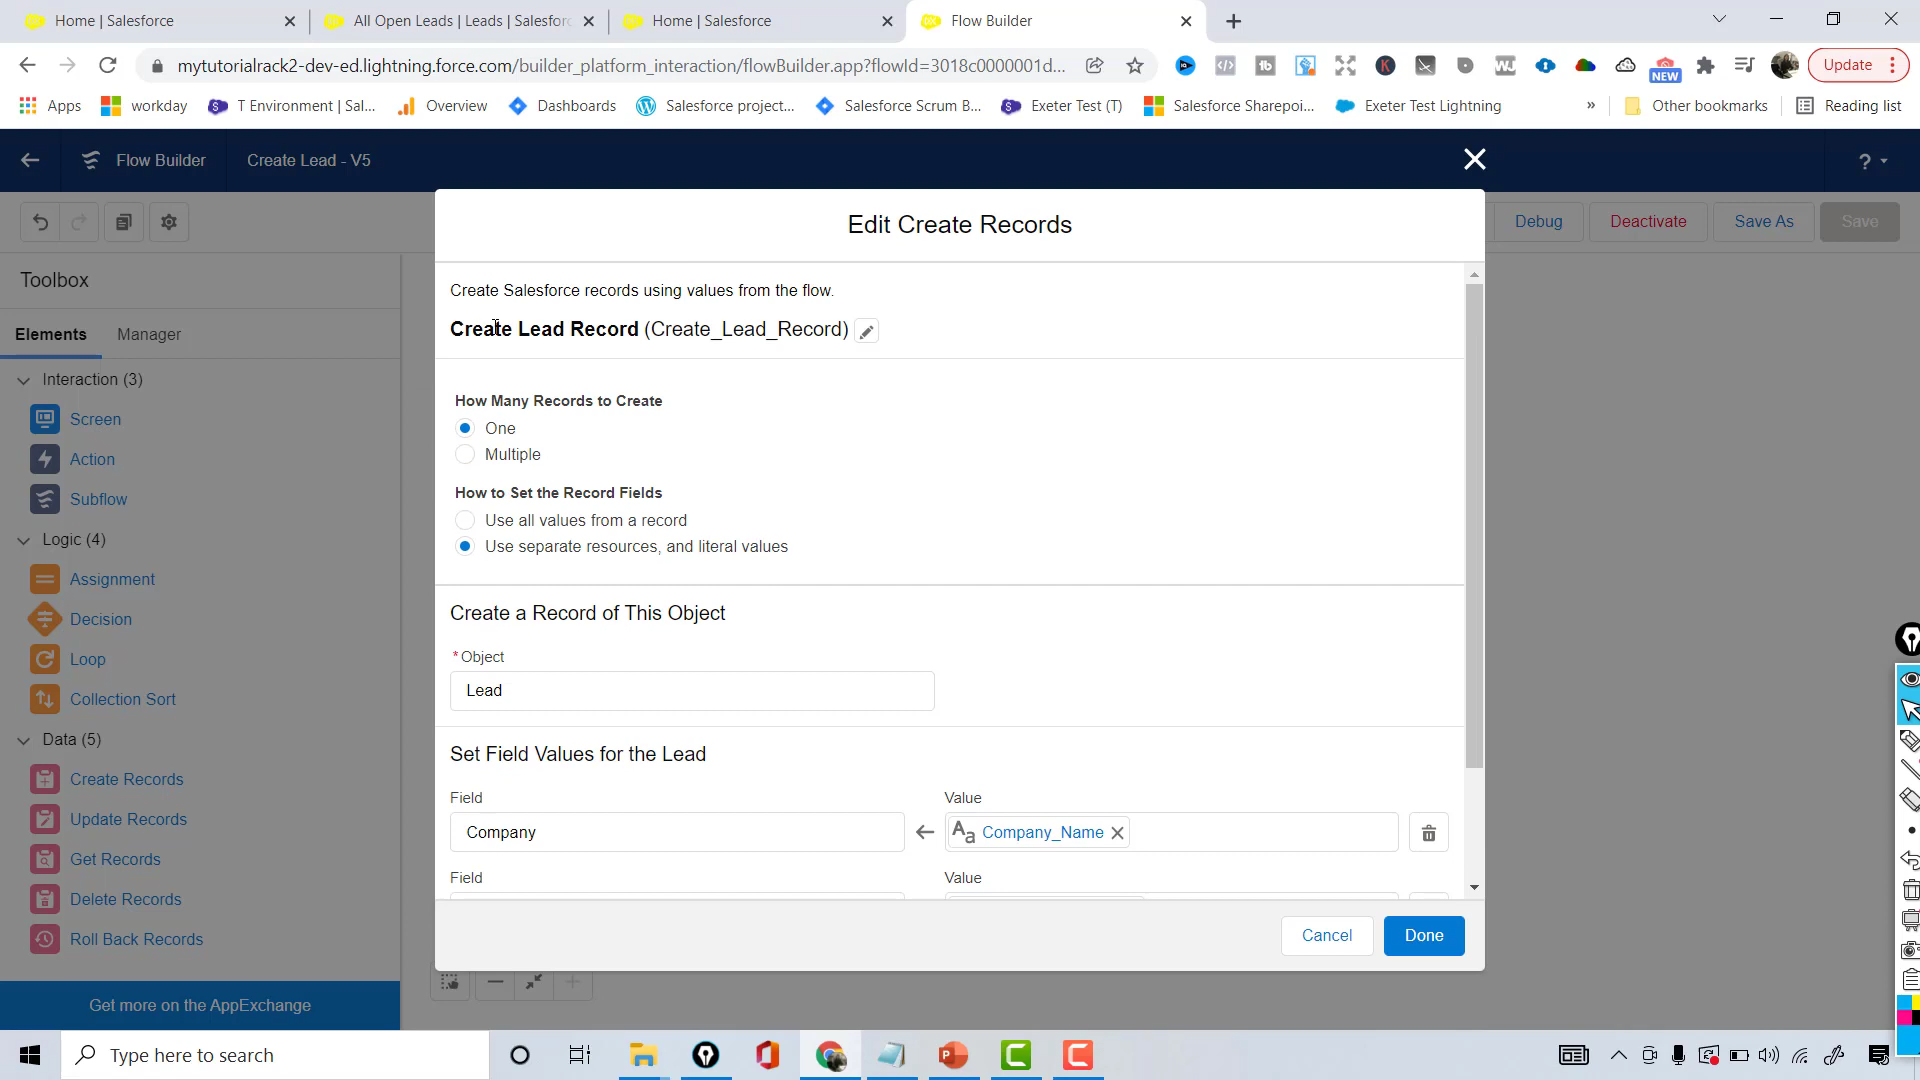 Home | Salesforce
All Open Leads | Leads | Salesforc
Home | Salesforce
Flow Builder
mytutorialrack2-dev-ed.lightning.force.com/builder_platform_interaction/flowBuilder.app?flowId=3018c0000001d...
NEW
Update
Apps
workday
T Environment | Sal...
Overview
Dashboards
Salesforce project...
Salesforce Scrum B...
Exeter Test (T)
Salesforce Sharepoi...
Exeter Test Lightning
»
Other bookmarks
Reading list
Flow Builder
Create Lead - V5
?
Debug
Deactivate
Save As
Save
Edit Create Records
Toolbox
Elements
Manager
Interaction (3)
Screen
Action
Subflow
Logic (4)
Assignment
Decision
Loop
Collection Sort
Data (5)
Create Records
Update Records
Get Records
Delete Records
Roll Back Records
Get more on the AppExchange
Create Salesforce records using values from the flow.
Create Lead Record (Create_Lead_Record)
How Many Records to Create
One
Multiple
How to Set the Record Fields
Use all values from a record
Use separate resources, and literal values
Create a Record of This Object
*Object
Lead
Set Field Values for the Lead
Field
Value
Company
Aa Company_Name
Field
Value
Cancel
Done
Type here to search